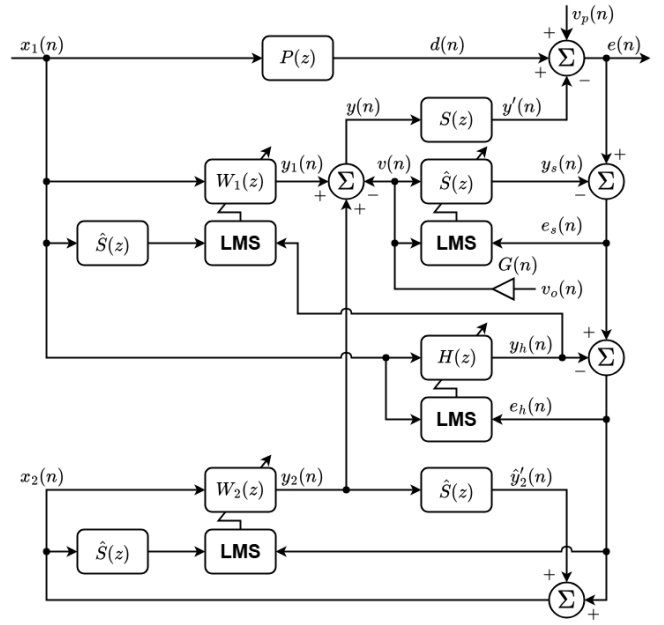 v_p(n)
x_1(n) P(z) d(n) Σ e(n)
y(n) S(z) y'(n)
W_1(z) y_1(n) Σ v(n) Ŝ(z) y_s(n) Σ
Ŝ(z) LMS LMS e_s(n)
G(n)
v_o(n)
H(z) y_h(n) Σ
LMS e_h(n)
x_2(n) W_2(z) y_2(n) Ŝ(z) ŷ'_2(n)
Ŝ(z) LMS
Σ